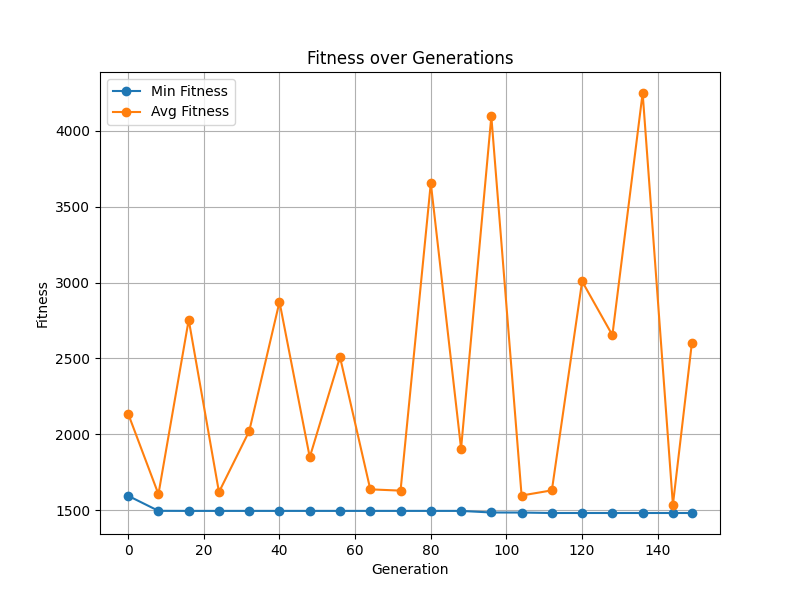 Fitness over Generations
Min Fitness
Avg Fitness
4000
3500
3000
2500
2000
1500
Fitness
0 20 40 60 80 100 120 140
Generation